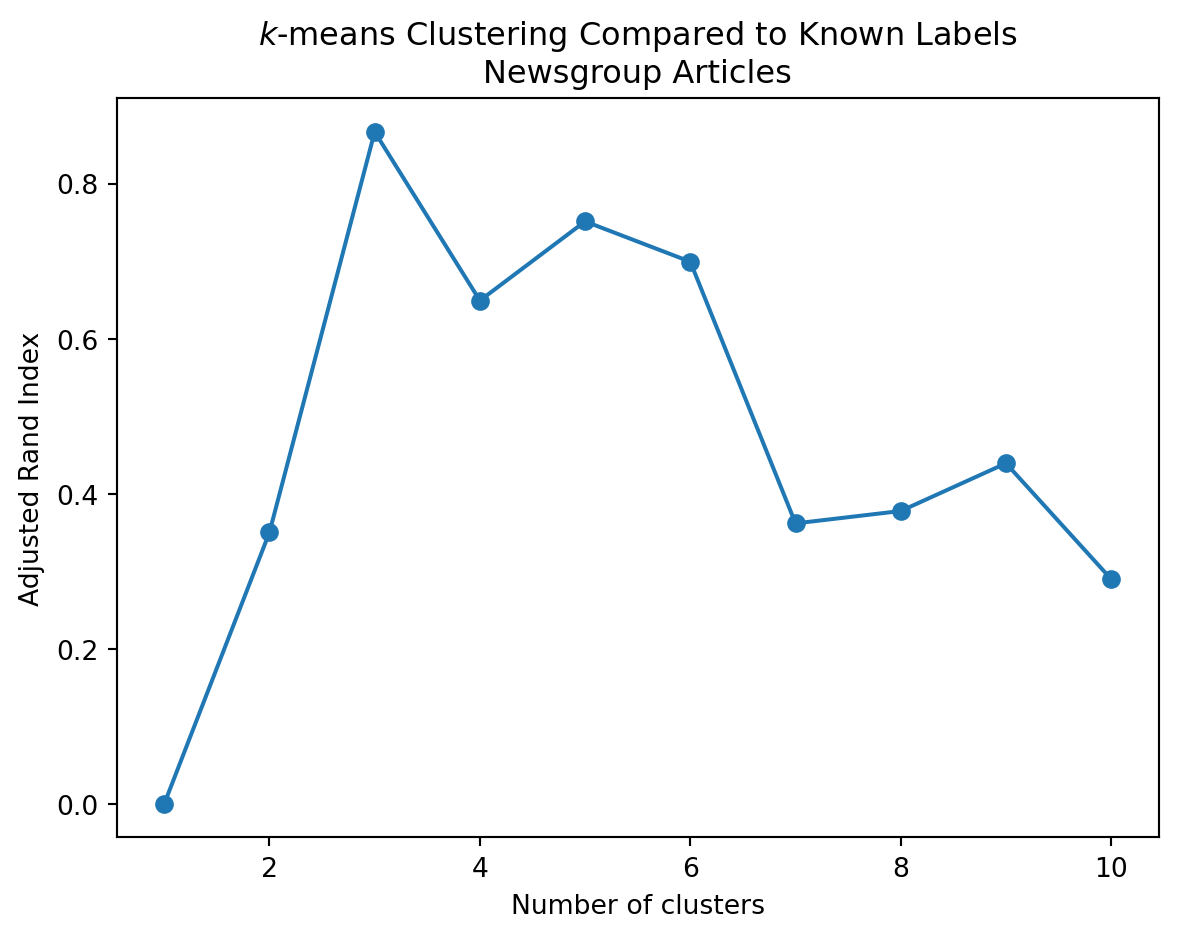 k-means Clustering Compared to Known Labels
Newsgroup Articles
Adjusted Rand Index
0.8
0.6
0.4
0.2
0.0
2 4 6 8 10
Number of clusters